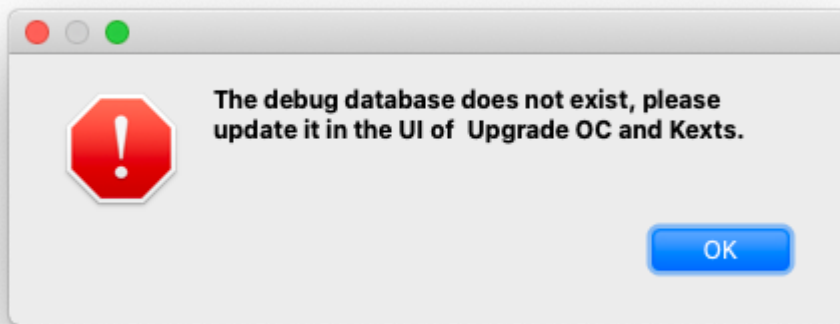 The debug database does not exist, please
update it in the UI of  Upgrade OC and Kexts.
OK